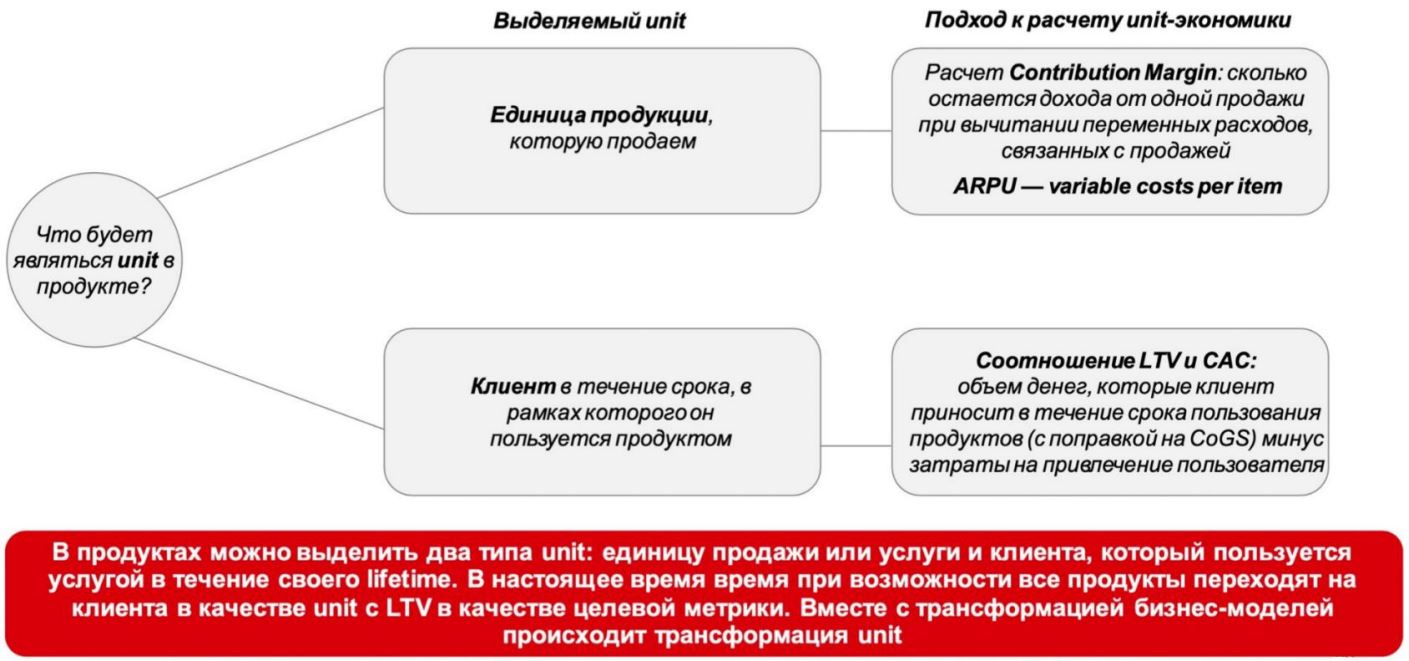 Выделяемый unit
Подход к расчету unit-экономики
Что будет
являться unit в
продукте?
Единица продукции,
которую продаем
Расчет Contribution Margin: сколько
остается дохода от одной продажи
при вычитании переменных расходов,
связанных с продажей
ARPU — variable costs per item
Клиент в течение срока, в
рамках которого он
пользуется продуктом
Соотношение LTV и CAC:
объем денег, которые клиент
приносит в течение срока пользования
продуктов (с поправкой на CoGS) минус
затраты на привлечение пользователя
В продуктах можно выделить два типа unit: единицу продажи или услуги и клиента, который пользуется
услугой в течение своего lifetime. В настоящее время время при возможности все продукты переходят на
клиента в качестве unit с LTV в качестве целевой метрики. Вместе с трансформацией бизнес-моделей
происходит трансформация unit